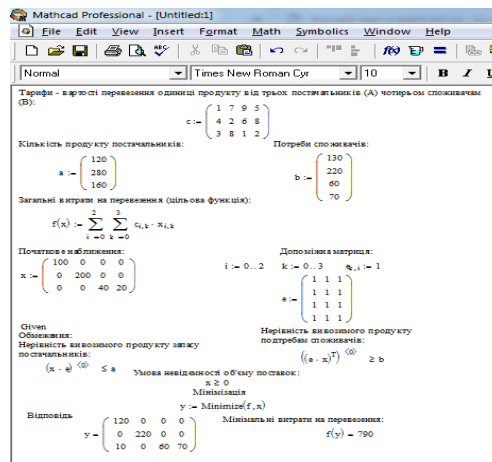 Mathcad Professional - [Untitled:1]
File Edit View Insert Format Math Symbolics Window Help
Normal Times New Roman Cyr 10 B I U
Тарифи - вартості перевезення одиниці продукту від трьох постачальників (А) чотирьом споживачам
(В):
c := ( 1 7 9 5
4 2 6 8
3 8 1 2 )
Кількість продукту постачальників: Потреби споживачів:
a := ( 120
280
160 )
b := ( 130
220
60
70 )
Загальні витрати на перевезення (цільова функція):
f(x) := ∑ i = 0 2 ∑ k = 0 3 c i,k · x i,k
Початкове наближення: Допоміжна матриця:
x := ( 100 0 0 0
0 200 0 0
0 0 40 20 )
i := 0.. 2 k := 0.. 3 e k,i := 1
e := ( 1 1 1
1 1 1
1 1 1
1 1 1 )
Given
Обмеження:
Нерівність вивозимого продукту запасу
постачальників:
Нерівність вивозимого продукту
подтребам споживачів:
(x · e)<0> ≤ a
((e · x)T)<0> ≥ b
Умова невідємності об'єму поставок:
x ≥ 0
Мінімізація
y := Minimize(f,x)
Відповідь Мінімальні витрати на перевезення:
y = ( 120 0 0 0
0 220 0 0
10 0 60 70 )
f(y) = 790